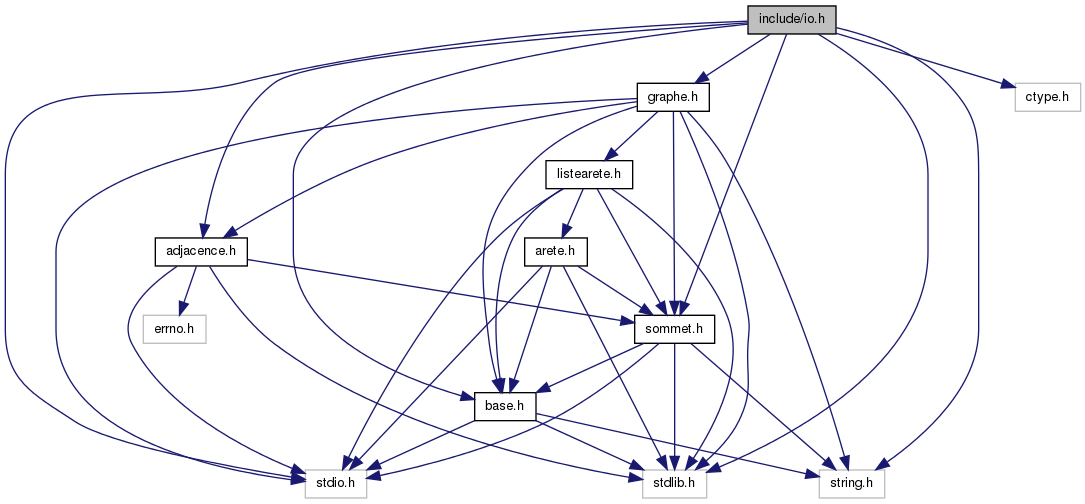 include/io.h
graphe.h
ctype.h
listearete.h
adjacence.h
arete.h
errno.h
sommet.h
base.h
stdio.h
stdlib.h
string.h